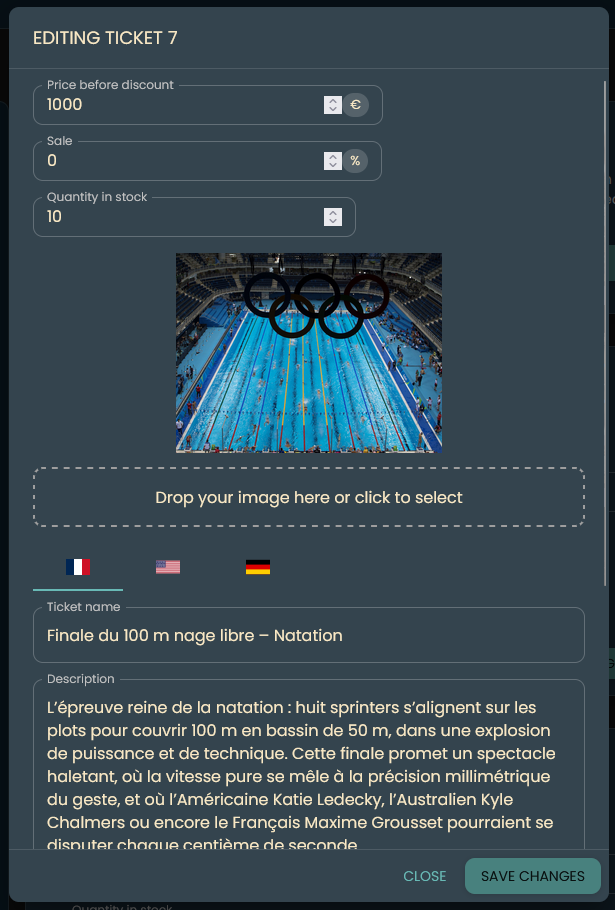 EDITING TICKET 7
Price before discount
1000
€
Sale
0
%
Quantity in stock
10
Drop your image here or click to select
Ticket name
Finale du 100 m nage libre – Natation
Description
L’épreuve reine de la natation : huit sprinters s’alignent sur les
plots pour couvrir 100 m en bassin de 50 m, dans une explosion
de puissance et de technique. Cette finale promet un spectacle
haletant, où la vitesse pure se mêle à la précision millimétrique
du geste, et où l’Américaine Katie Ledecky, l’Australien Kyle
Chalmers ou encore le Français Maxime Grousset pourraient se
disputer chaque centième de seconde
CLOSE
SAVE CHANGES
Quantity in stock